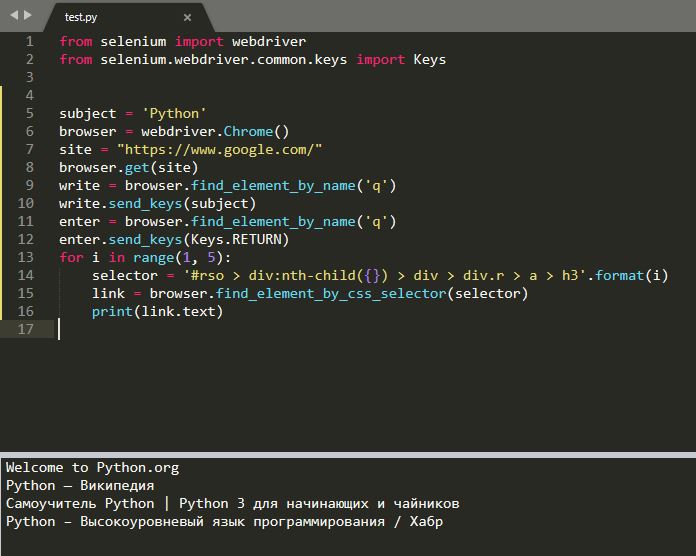 test.py
1 from selenium import webdriver
2 from selenium.webdriver.common.keys import Keys
3
4
5 subject = 'Python'
6 browser = webdriver.Chrome()
7 site = "https://www.google.com/"
8 browser.get(site)
9 write = browser.find_element_by_name('q')
10 write.send_keys(subject)
11 enter = browser.find_element_by_name('q')
12 enter.send_keys(Keys.RETURN)
13 for i in range(1, 5):
14     selector = '#rso > div:nth-child({}) > div > div.r > a > h3'.format(i)
15     link = browser.find_element_by_css_selector(selector)
16     print(link.text)
17
Welcome to Python.org
Python — Википедия
Самоучитель Python | Python 3 для начинающих и чайников
Python – Высокоуровневый язык программирования / Хабр